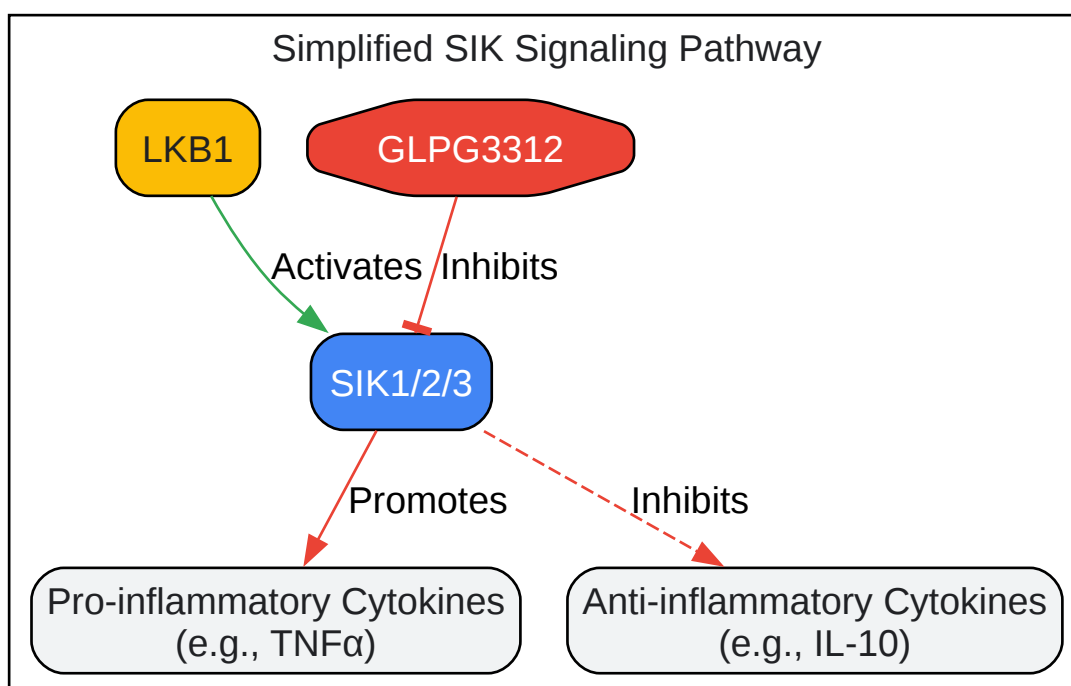 Simplified SIK Signaling Pathway
LKB1
GLPG3312
Activates
Inhibits
SIK1/2/3
Promotes
Inhibits
Pro-inflammatory Cytokines
(e.g., TNFα)
Anti-inflammatory Cytokines
(e.g., IL-10)